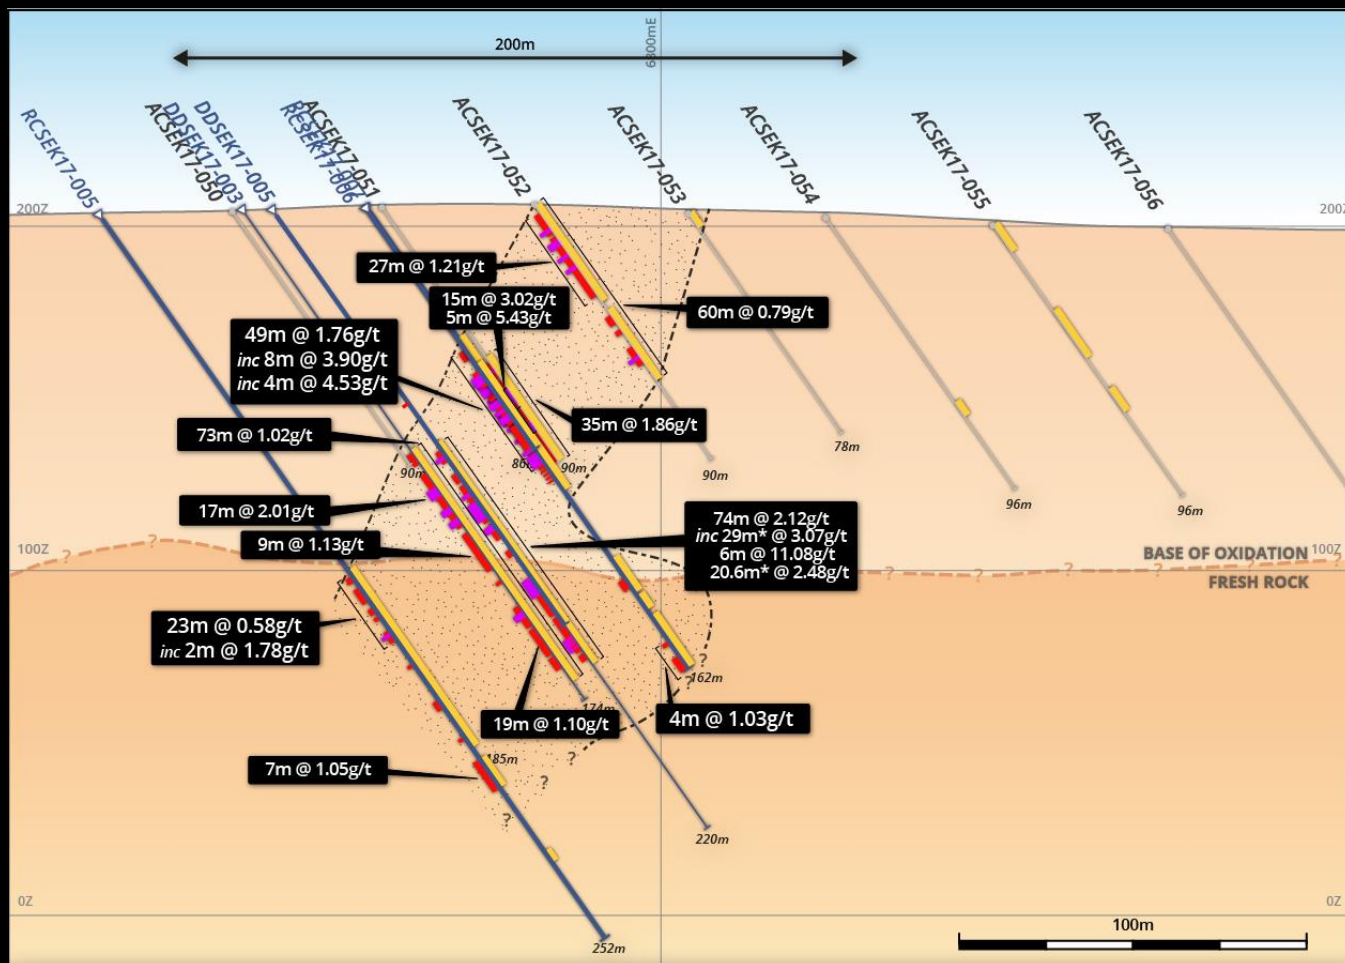 200m
6800mE
RCSEK17-005
ACSEK17-050
DDSEK17-003
DDSEK17-005
RCSEK17-006
ACSEK17-051
ACSEK17-052
ACSEK17-053
ACSEK17-054
ACSEK17-055
ACSEK17-056
200Z
200Z
27m @ 1.21g/t
15m @ 3.02g/t
5m @ 5.43g/t
60m @ 0.79g/t
49m @ 1.76g/t
inc 8m @ 3.90g/t
inc 4m @ 4.53g/t
35m @ 1.86g/t
73m @ 1.02g/t
78m
90m
90m
90m
96m
96m
17m @ 2.01g/t
74m @ 2.12g/t
inc 29m* @ 3.07g/t
6m @ 11.08g/t
20.6m* @ 2.48g/t
9m @ 1.13g/t
?
?
100Z
BASE OF OXIDATION
100Z
?
?
?
?
?
?
FRESH ROCK
23m @ 0.58g/t
inc 2m @ 1.78g/t
?
?
162m
174m
19m @ 1.10g/t
4m @ 1.03g/t
185m
?
?
?
7m @ 1.05g/t
220m
0Z
0Z
252m
100m